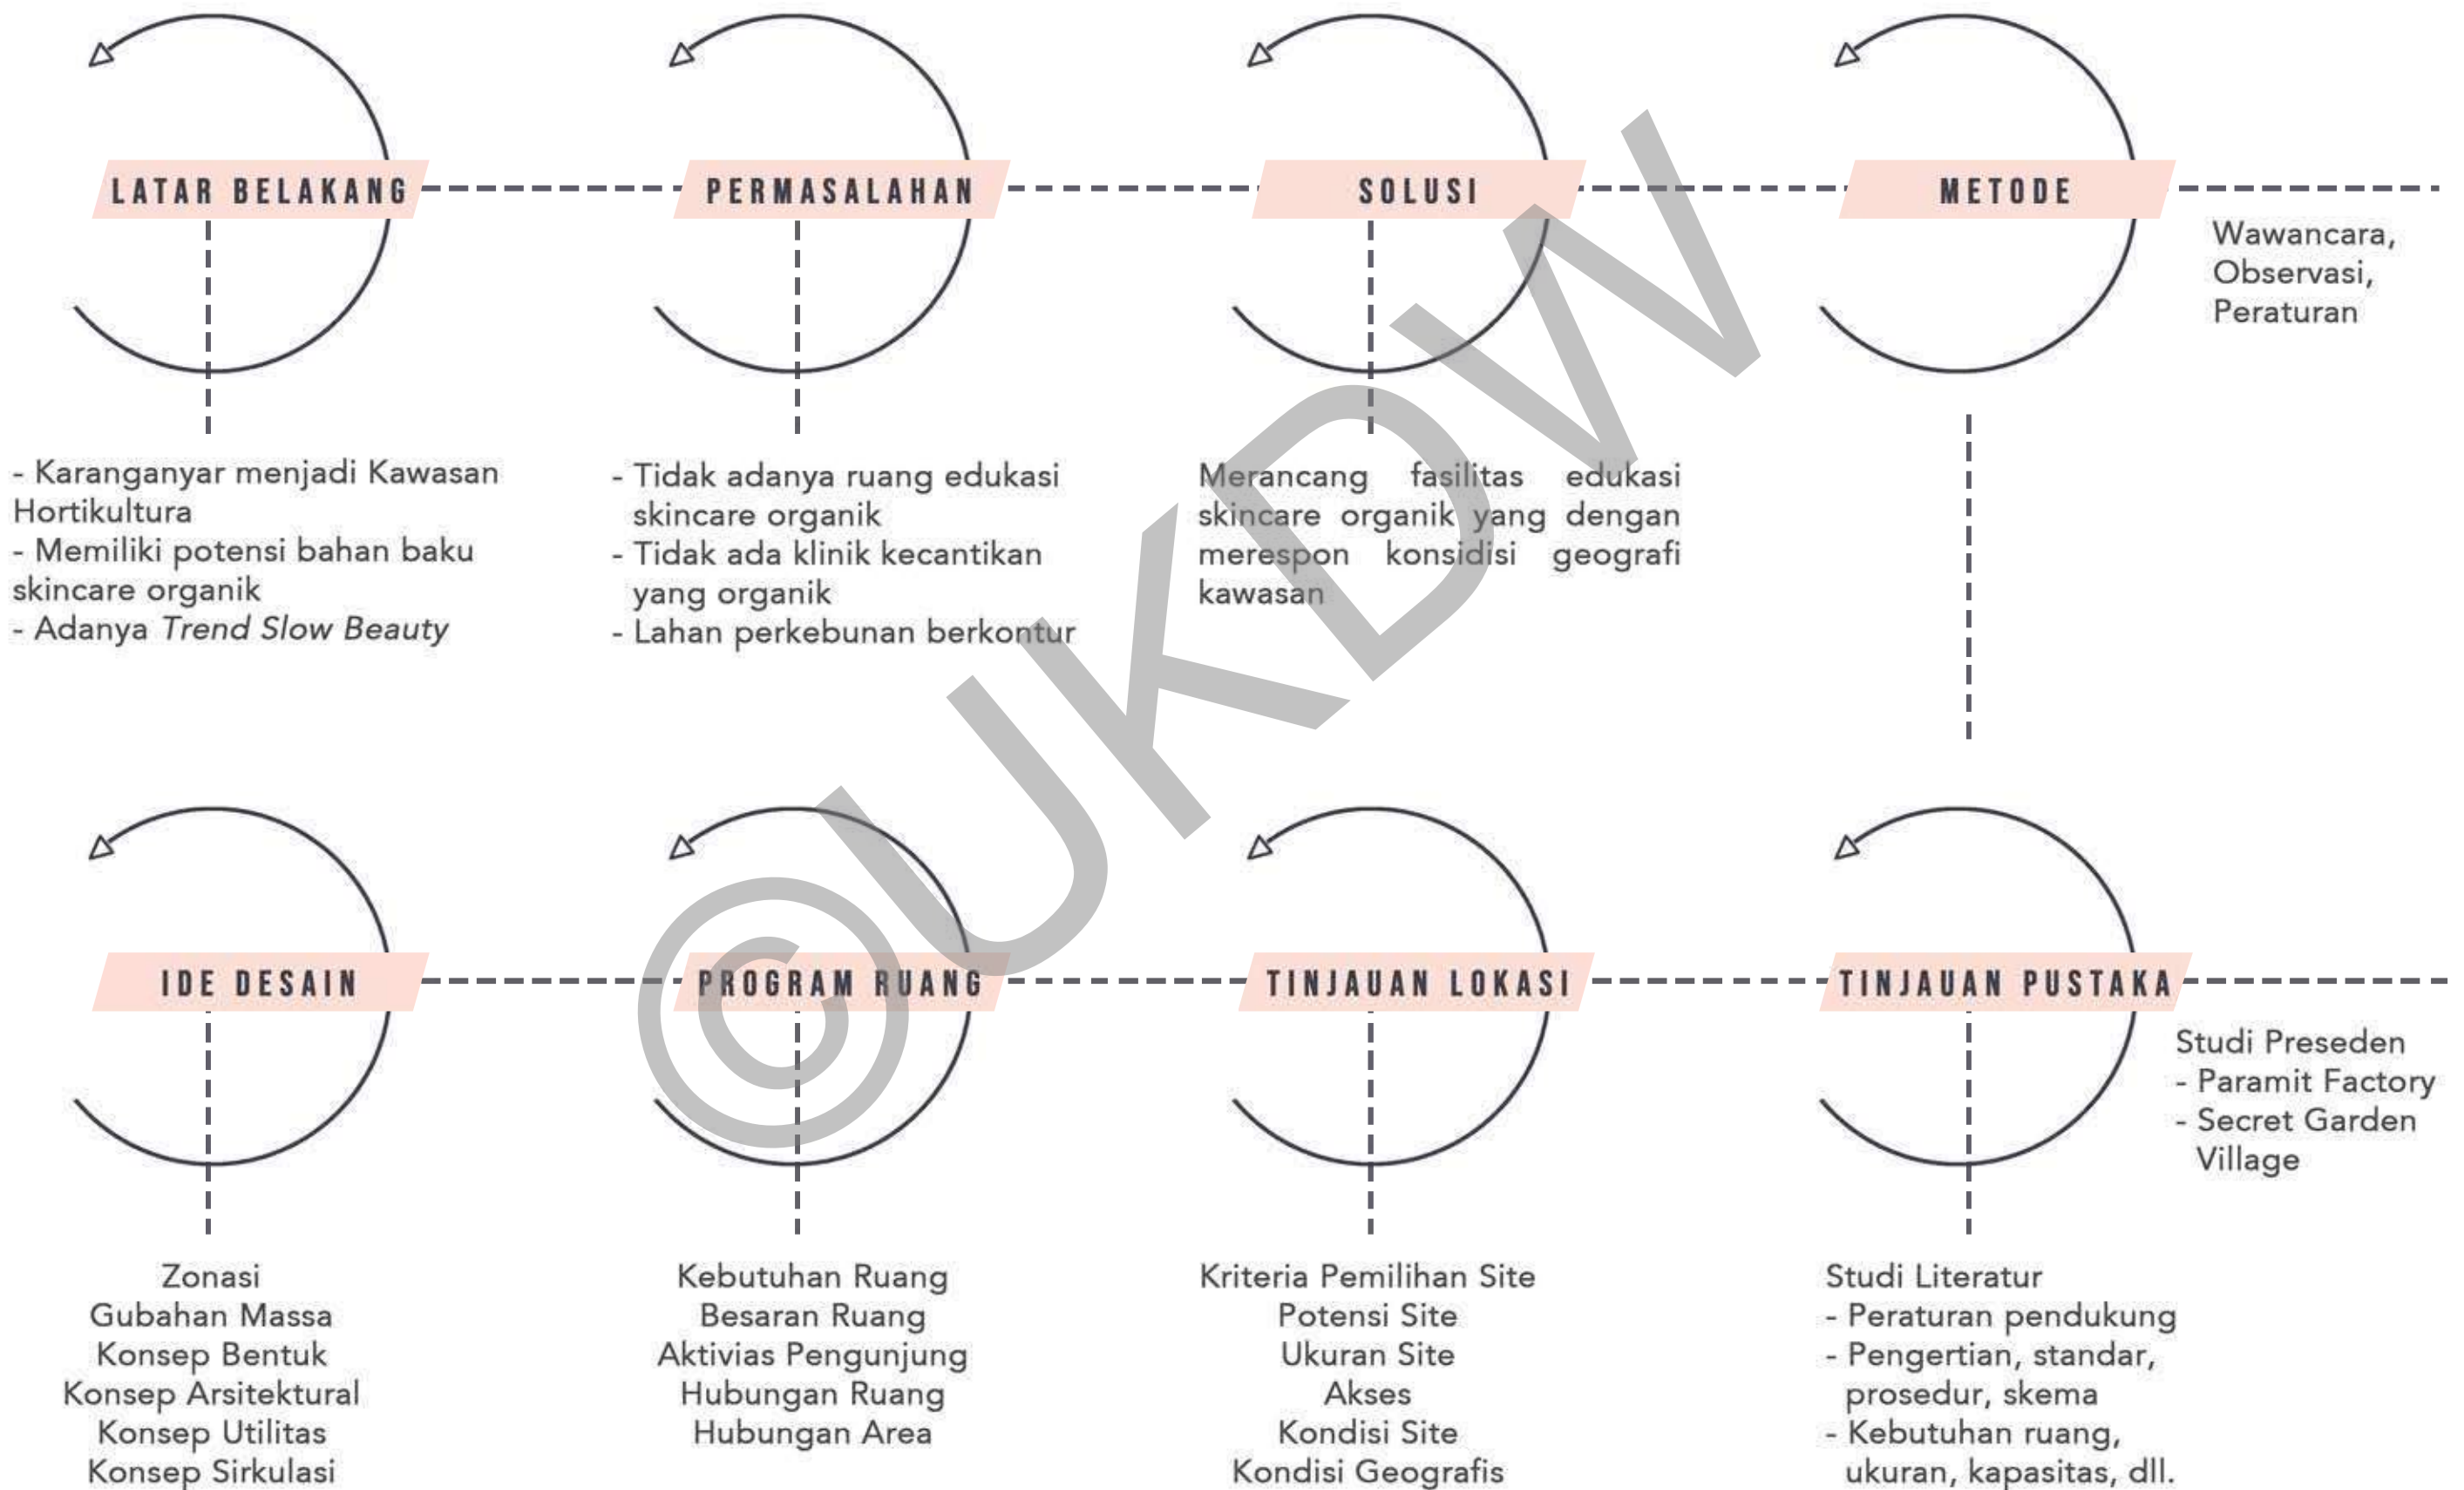 LATAR BELAKANG
- Karanganyar menjadi Kawasan
Hortikultura
- Memiliki potensi bahan baku
skincare organik
- Adanya Trend Slow Beauty
PERMASALAHAN
- Tidak adanya ruang edukasi
skincare organik
- Tidak ada klinik kecantikan
yang organik
- Lahan perkebunan berkontur
SOLUSI
Merancang fasilitas edukasi
skincare organik yang dengan
merespon konsidisi geografi
kawasan
METODE
Wawancara,
Observasi,
Peraturan
IDE DESAIN
Zonasi
Gubahan Massa
Konsep Bentuk
Konsep Arsitektural
Konsep Utilitas
Konsep Sirkulasi
PROGRAM RUANG
Kebutuhan Ruang
Besaran Ruang
Aktivias Pengunjung
Hubungan Ruang
Hubungan Area
TINJAUAN LOKASI
Kriteria Pemilihan Site
Potensi Site
Ukuran Site
Akses
Kondisi Site
Kondisi Geografis
TINJAUAN PUSTAKA
Studi Preseden
- Paramit Factory
- Secret Garden
Village
Studi Literatur
- Peraturan pendukung
- Pengertian, standar,
prosedur, skema
- Kebutuhan ruang,
ukuran, kapasitas, dll.
©UKDW